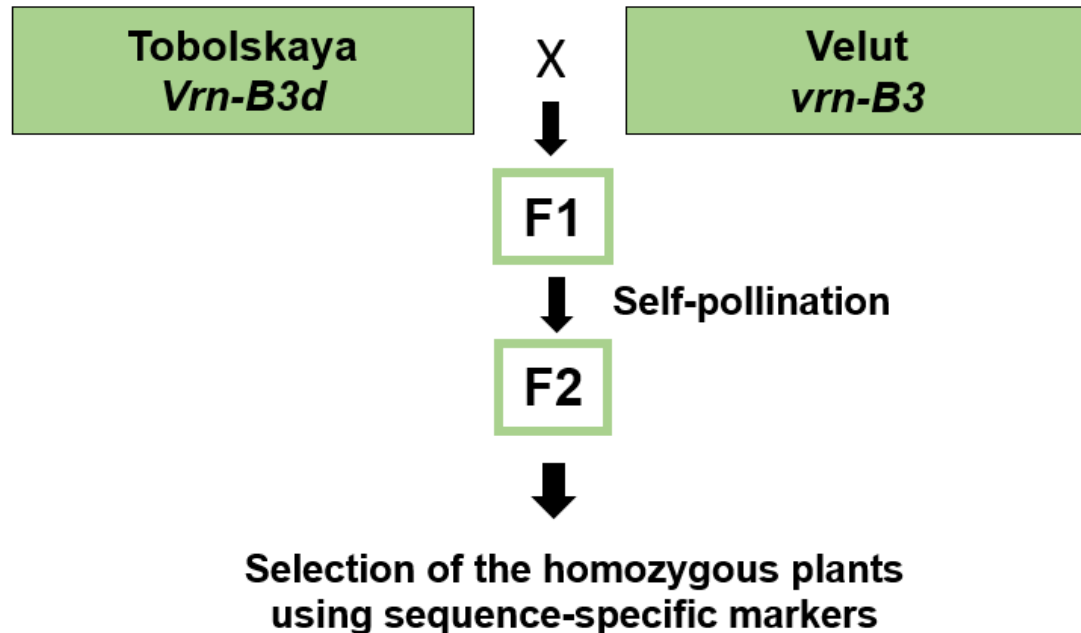 Tobolskaya
Vrn-B3d
X
Velut
vrn-B3
F1
Self-pollination
F2
Selection of the homozygous plants
using sequence-specific markers